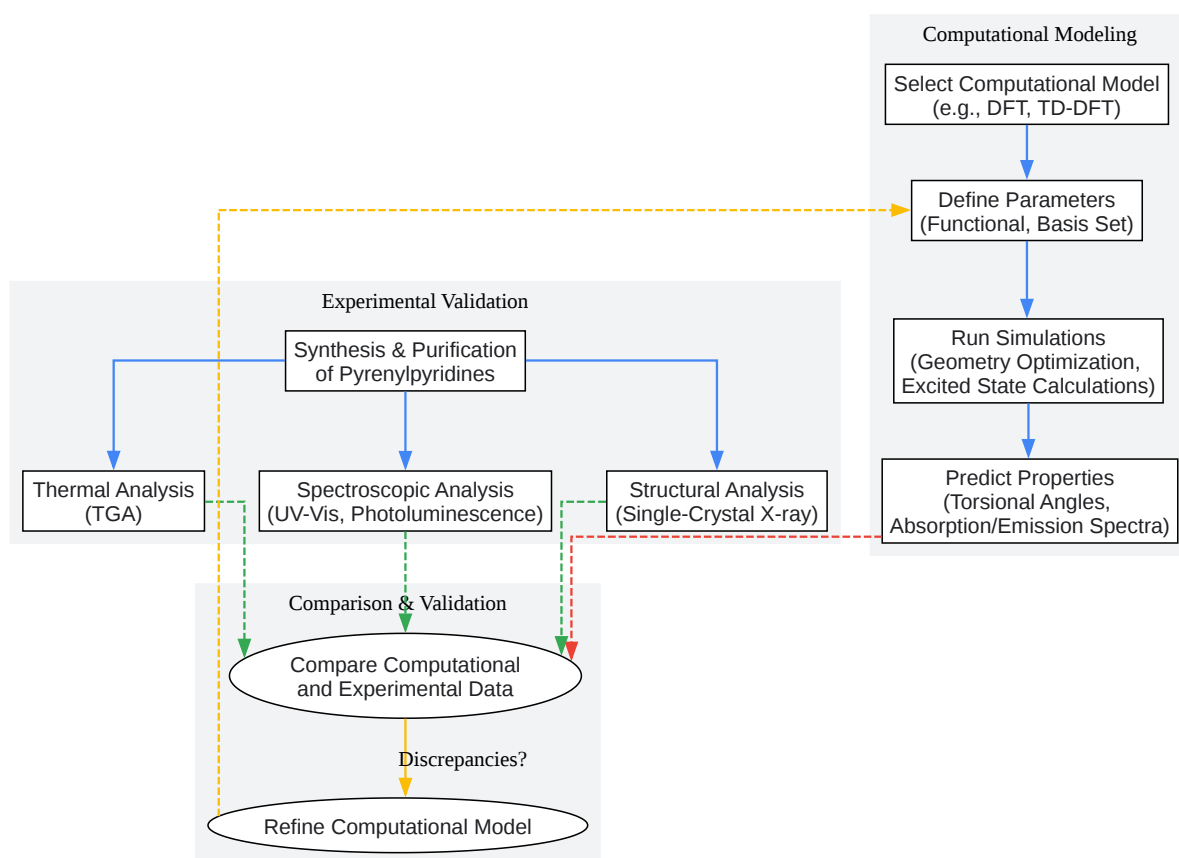 Computational Modeling
Select Computational Model
(e.g., DFT, TD-DFT)
Define Parameters
(Functional, Basis Set)
Run Simulations
(Geometry Optimization,
Excited State Calculations)
Predict Properties
(Torsional Angles,
Absorption/Emission Spectra)
Experimental Validation
Synthesis & Purification
of Pyrenylpyridines
Thermal Analysis
(TGA)
Spectroscopic Analysis
(UV-Vis, Photoluminescence)
Structural Analysis
(Single-Crystal X-ray)
Comparison & Validation
Compare Computational
and Experimental Data
Discrepancies?
Refine Computational Model